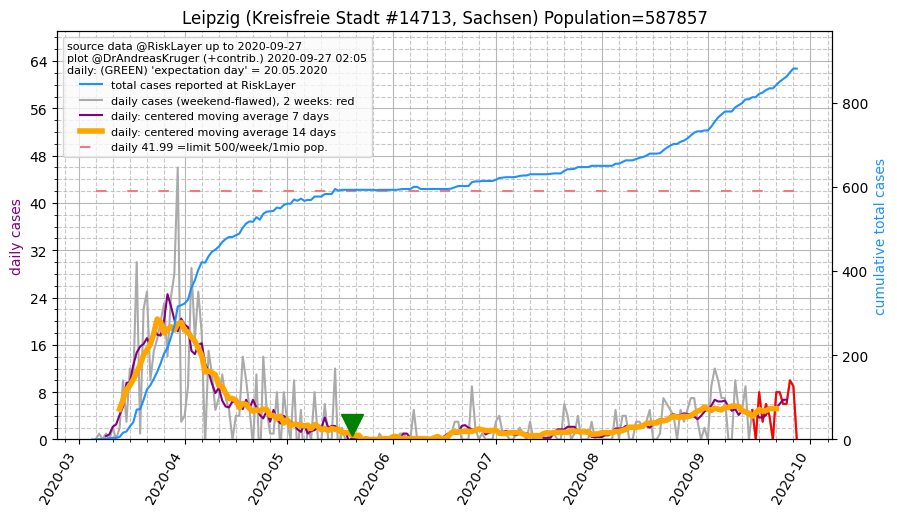 Leipzig (Kreisfreie Stadt #14713, Sachsen) Population=587857
source data @RiskLayer up to 2020-09-27
plot @DrAndreasKruger (+contrib.) 2020-09-27 02:05
daily: (GREEN) 'expectation day' = 20.05.2020
total cases reported at RiskLayer
daily cases (weekend-flawed), 2 weeks: red
daily: centered moving average 7 days
daily: centered moving average 14 days
daily 41.99 =limit 500/week/1mio pop.
daily cases
64
56
48
40
32
24
16
8
0
cumulative total cases
800
600
400
200
0
2020-03
2020-04
2020-05
2020-06
2020-07
2020-08
2020-09
2020-10